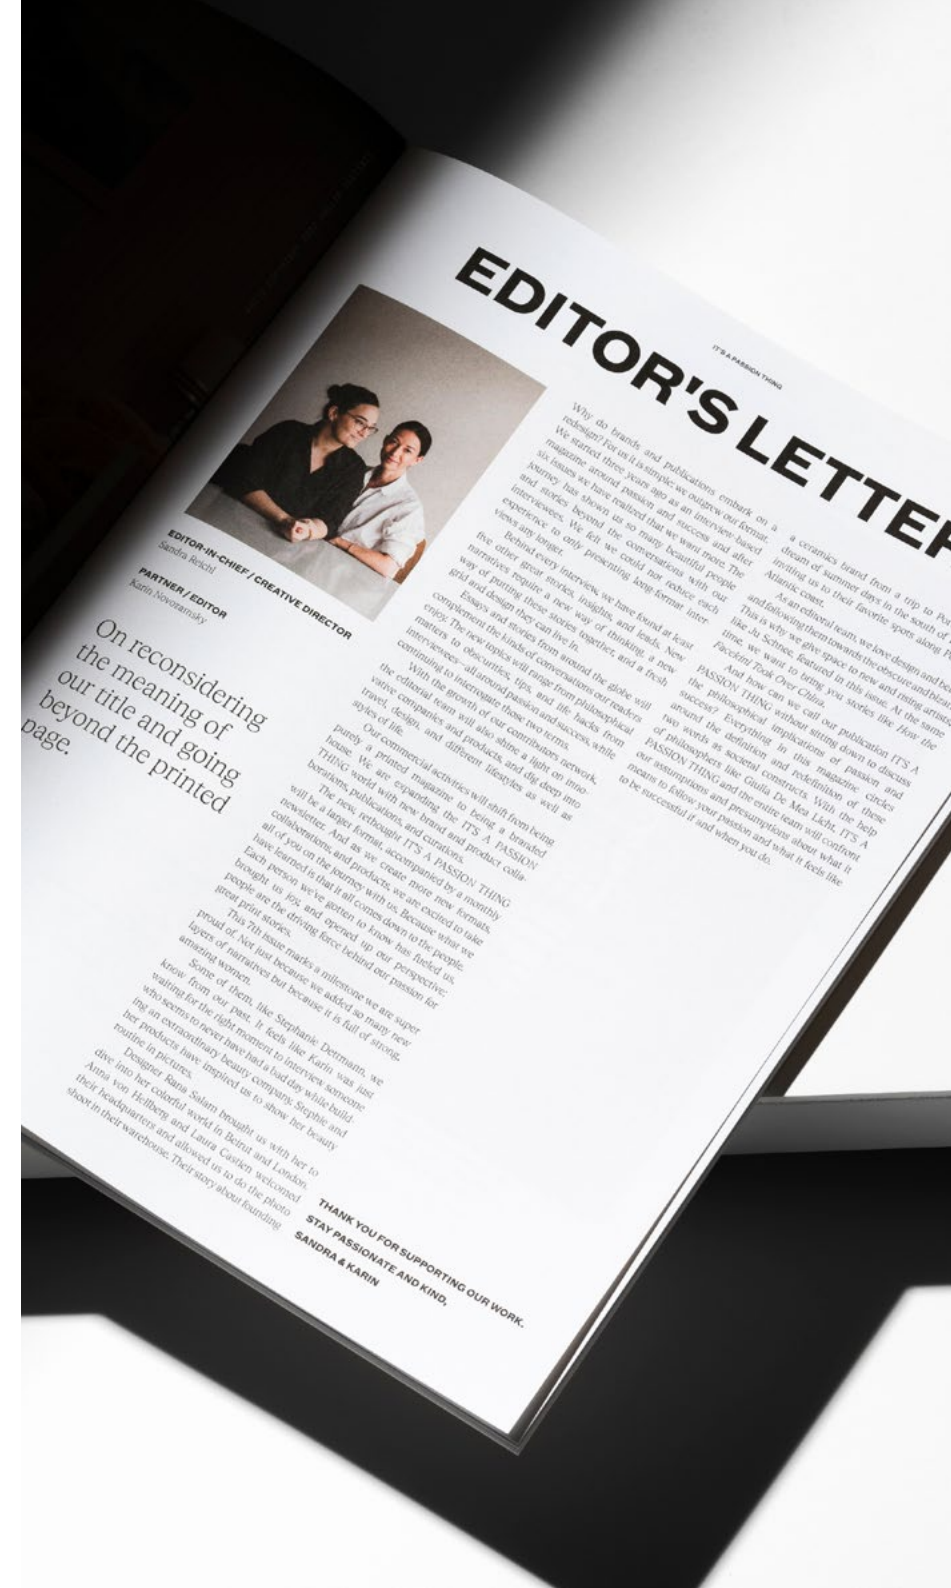 IT'S A PASSION THING
EDITOR'S LETTER
EDITOR-IN-CHIEF / CREATIVE DIRECTOR
Sandra Reichl
PARTNER / EDITOR
Karin Novozamsky
On reconsidering
the meaning of
our title and going
beyond the printed
page.
Why do brands and publications embark on a
redesign? For us it is simple: we outgrew our format.
We started three years ago as an interview-based
magazine around passion and success and after
six issues we have realized that we want more. The
journey has shown us so many beautiful people
and stories beyond the conversations with our
interviewees. We felt we could not reduce each
experience to only presenting long format inter
views any longer.
Behind every interview, we have found at least
five other great stories, insights, and leads. New
narratives require a new way of thinking, a new
way of putting these stories together, and a fresh
grid and design they can live in.
Essays and stories from around the globe will
complement the kinds of conversations our readers
enjoy. The new topics will range from philosophical
matters to obscurities, tips, and life hacks from
interviewees—all around passion and success, while
continuing to interrogate those two terms.
With the growth of our contributors network,
the editorial team will also shine a light on inno-
vative companies and products, and dig deep into
travel, design, and different lifestyles as well as
styles of life.
Our commercial activities will shift from being
purely a printed magazine to being a branded
house. We are expanding the IT'S A PASSION
THING world with new brand and product colla-
borations, publications, and curations.
The new, rethought IT'S A PASSION THING
will be a larger format, accompanied by a monthly
newsletter. And as we create more new formats,
collaborations, and products, we are excited to take
all of you on the journey with us. Because what we
have learned is that it all comes down to the people.
Each person we've gotten to know has fueled us,
brought us joy, and opened up our perspective;
people are the driving force behind our passion for
great print stories.
This 7th issue marks a milestone we are super
proud of. Not just because we added so many new
layers of narratives but because it is full of strong,
amazing women.
Some of them, like Stephanie Dettmann, we
know from our past. It feels like Karin was just
waiting for the right moment to interview someone
who seems to never have had a bad day while build-
ing an extraordinary beauty company. Stephie and
her products have inspired us to show her beauty
routine in pictures.
Designer Rana Salam brought us with her to
dive into her colorful world in Beirut and London.
Anna von Hellberg and Laura Castien welcomed
their headquarters and allowed us to do the photo
shoot in their warehouse. Their story about founding
a ceramics brand from a trip to
dream of summer days in the south of
inviting us to their favorite spots along
Atlantic coast.
As an editorial team, we love design and
and following them towards the obscure and
This is why we give space to new and resting
like Ju Schnee, featured in this issue. At the same
time, we want to bring you stories like How the
Facekini Took Over China.
And how can we call our publication IT'S A
PASSION THING without sitting down to discuss
the philosophical implications of passion and
success? Everything in this magazine circles
around the definition and redefinition of these
two words as societal constructs. With the help
of philosophers like Giulia De Mea Licht, IT'S A
PASSION THING and the entire team will confront
our assumptions and presumptions about what it
means to follow your passion and what it feels like
to be successful if and when you do.
THANK YOU FOR SUPPORTING OUR WORK.
STAY PASSIONATE AND KIND,
SANDRA & KARIN